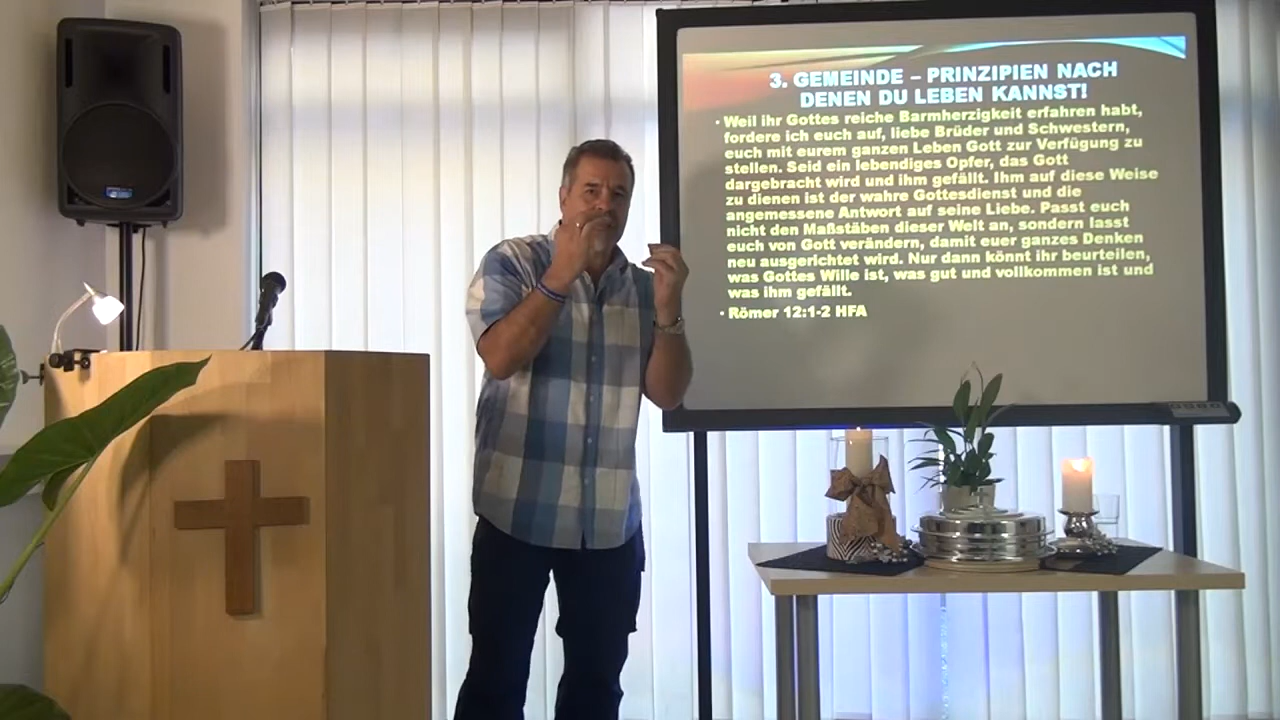 3. GEMEINDE – PRINZIPIEN NACH
DENEN DU LEBEN KANNST!
• Weil ihr Gottes reiche Barmherzigkeit erfahren habt,
fordere ich euch auf, liebe Brüder und Schwestern,
euch mit eurem ganzen Leben Gott zur Verfügung zu
stellen. Seid ein lebendiges Opfer, das Gott
dargebracht wird und ihm gefällt. Ihm auf diese Weise
zu dienen ist der wahre Gottesdienst und die
angemessene Antwort auf seine Liebe. Passt euch
nicht den Maßstäben dieser Welt an, sondern lasst
euch von Gott verändern, damit euer ganzes Denken
neu ausgerichtet wird. Nur dann könnt ihr beurteilen,
was Gottes Wille ist, was gut und vollkommen ist und
was ihm gefällt.
• Römer 12:1-2 HFA